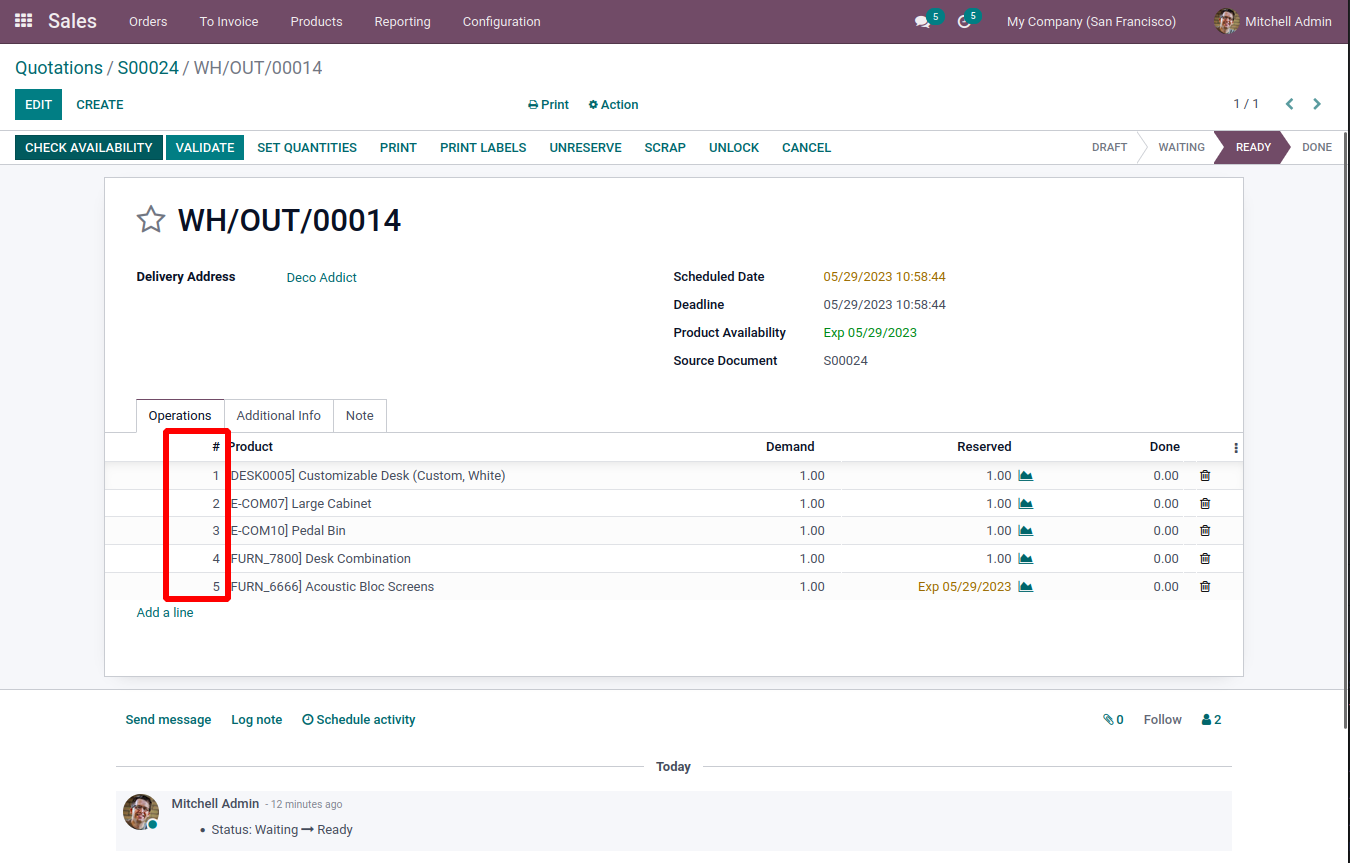 Sales Orders To Invoice Products Reporting Configuration 5 5 My Company (San Francisco) Mitchell Admin
Quotations / S00024 / WH/OUT/00014
EDIT CREATE Print Action 1 / 1
CHECK AVAILABILITY VALIDATE SET QUANTITIES PRINT PRINT LABELS UNRESERVE SCRAP UNLOCK CANCEL DRAFT WAITING READY DONE
WH/OUT/00014
Delivery Address Deco Addict Scheduled Date 05/29/2023 10:58:44
Deadline 05/29/2023 10:58:44
Product Availability Exp 05/29/2023
Source Document S00024
Operations Additional Info Note
# Product Demand Reserved Done
1 DESK0005] Customizable Desk (Custom, White) 1.00 1.00 0.00
2 E-COM07] Large Cabinet 1.00 1.00 0.00
3 E-COM10] Pedal Bin 1.00 1.00 0.00
4 FURN_7800] Desk Combination 1.00 1.00 0.00
5 FURN_6666] Acoustic Bloc Screens 1.00 Exp 05/29/2023 0.00
Add a line
Send message Log note Schedule activity 0 Follow 2
Today
Mitchell Admin - 12 minutes ago
• Status: Waiting → Ready